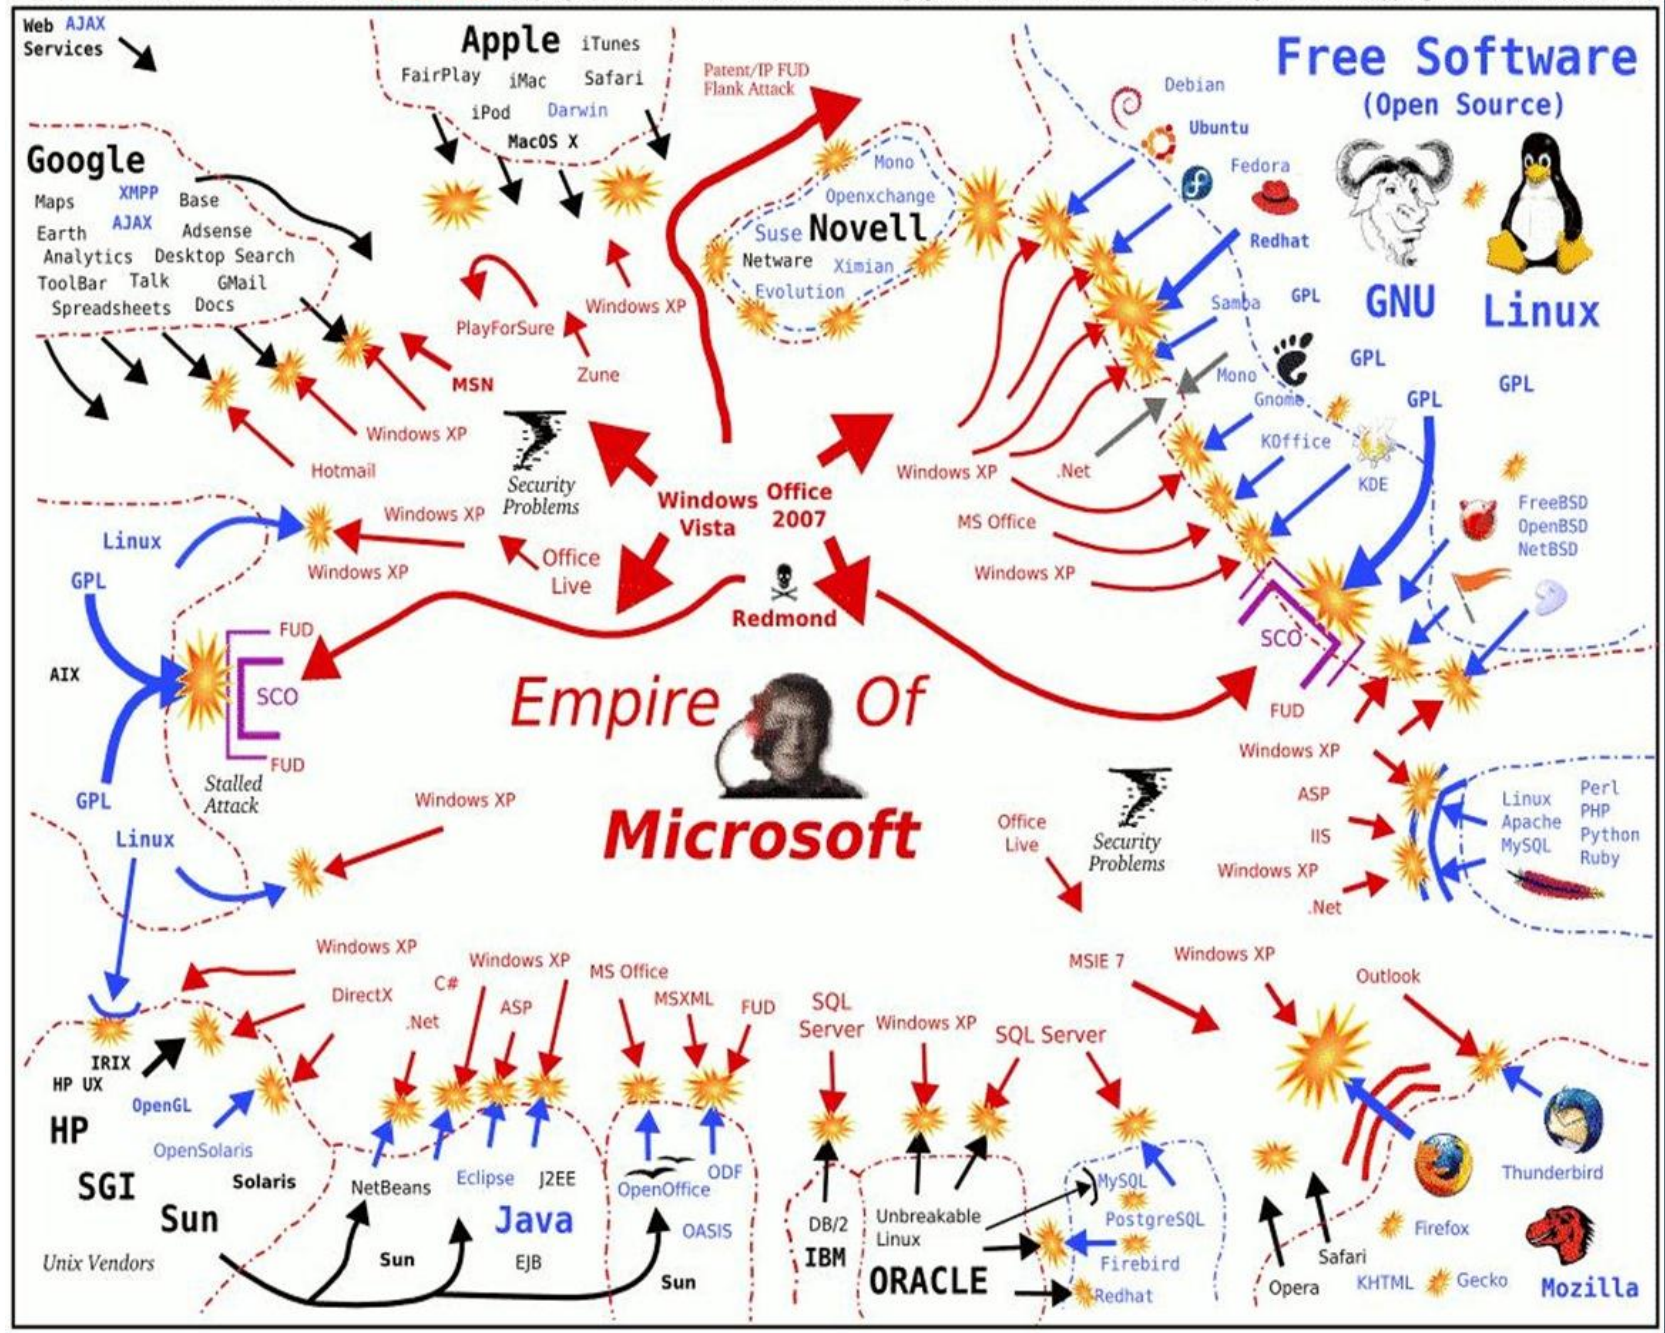 Web AJAX
Services
Apple iTunes
FairPlay iMac Safari
iPod Darwin
MacOS X
Patent/IP FUD
Flank Attack
Free Software
(Open Source)
Debian
Ubuntu
Fedora
Redhat
Samba GPL
GNU
Linux
GPL
GPL
GPL
Mono
Gnome
KOffice
KDE
FreeBSD
OpenBSD
NetBSD
Google
Maps XMPP Base
Earth AJAX Adsense
Analytics Desktop Search
ToolBar Talk GMail
Spreadsheets Docs
Mono
Openxchange
Suse Novell
Netware Ximian
Evolution
Windows XP
PlayForSure
Zune
MSN
Windows XP
Hotmail
Security
Problems
Windows
Vista
Office
2007
Redmond
Windows XP .Net
MS Office
Windows XP
Linux
GPL
Windows XP
Windows XP
Office
Live
FUD
AIX
SCO
FUD
Stalled
Attack
GPL
Linux
Windows XP
Empire Of
Microsoft
SCO
FUD
Windows XP
ASP
IIS
Windows XP
.Net
Linux
Apache
MySQL
Perl
PHP
Python
Ruby
Office
Live
Security
Problems
Windows XP
DirectX
C#
.Net
Windows XP
ASP
MS Office
MSXML
FUD
SQL
Server
Windows XP
SQL Server
MSIE 7
Windows XP
Outlook
IRIX
HP UX
OpenGL
HP
OpenSolaris
SGI
Solaris
Sun
Unix Vendors
NetBeans
Eclipse
J2EE
Java
Sun
EJB
OpenOffice
ODF
OASIS
Sun
DB/2
IBM
Unbreakable
Linux
ORACLE
MySQL
PostgreSQL
Firebird
Redhat
Thunderbird
Firefox
Safari
Opera
KHTML
Gecko
Mozilla